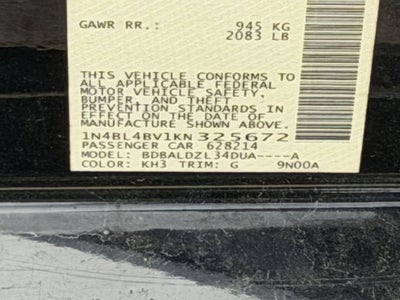 GAWR RR.: 945 KG
2083 LB
THIS VEHICLE CONFORMS TO
ALL APPLICABLE FEDERAL
MOTOR VEHICLE SAFETY,
BUMPER, AND THEFT
PREVENTION STANDARDS IN
EFFECT ON THE DATE OF
MANUFACTURE SHOWN ABOVE.
1N4BL4BV1KN325672
PASSENGER CAR 628214
MODEL: BDBALDZL34DUA----A
COLOR: KH3 TRIM: G 9N00A